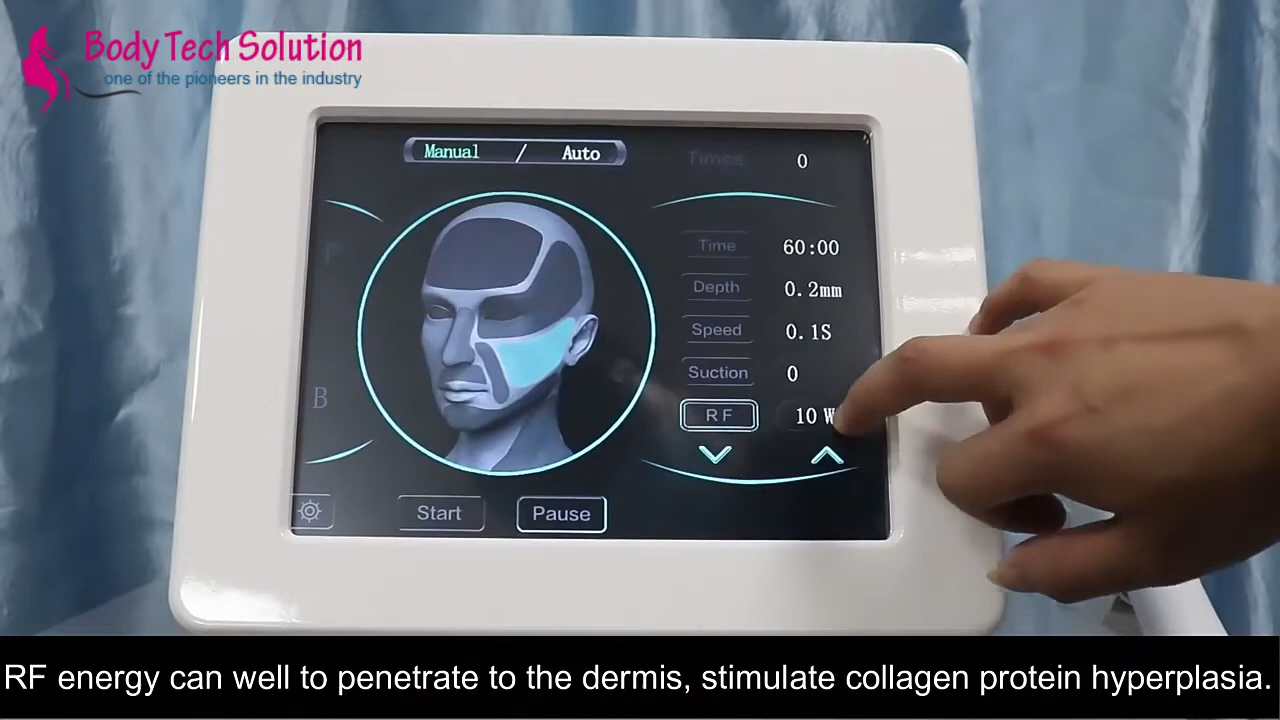 Body Tech Solution
one of the pioneers in the industry
Manual / Auto
Times 0
Time 60:00
Depth 0.2mm
Speed 0.1S
Suction 0
RF 10 W
B
Start
Pause
RF energy can well to penetrate to the dermis, stimulate collagen protein hyperplasia.